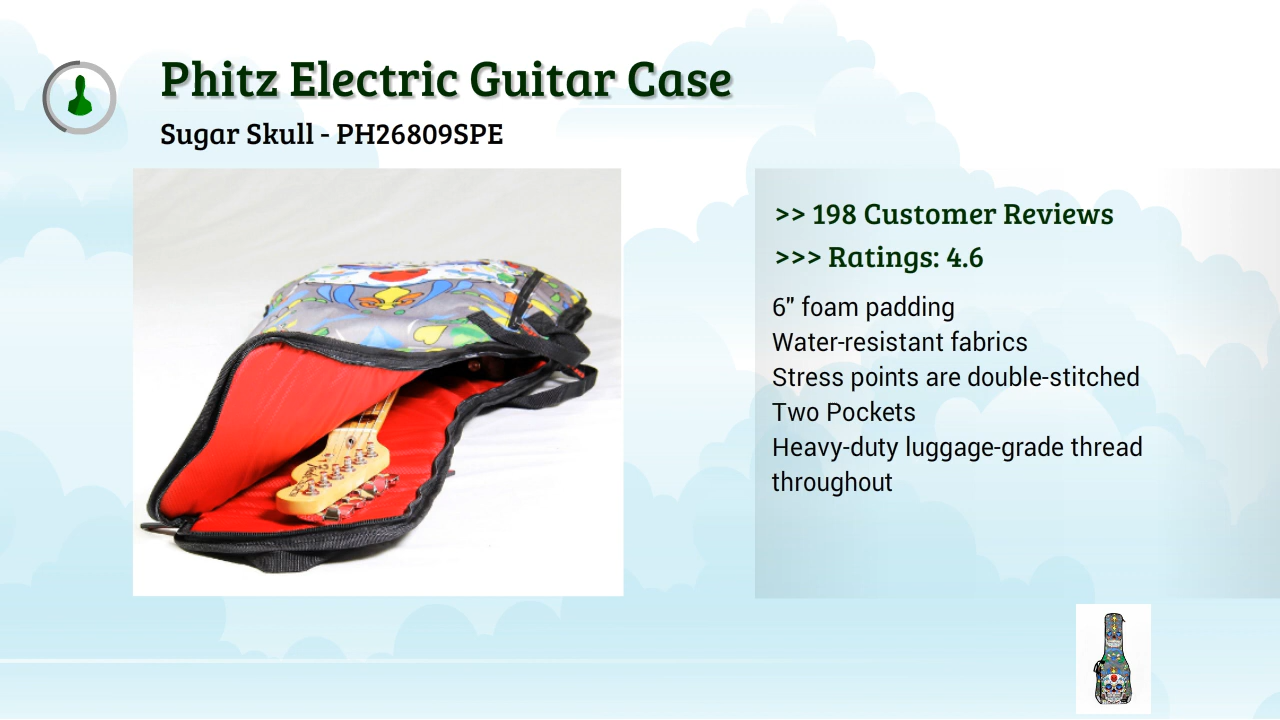 Phitz Electric Guitar Case
Sugar Skull - PH26809SPE
>> 198 Customer Reviews
>>> Ratings: 4.6
6" foam padding
Water-resistant fabrics
Stress points are double-stitched
Two Pockets
Heavy-duty luggage-grade thread
throughout